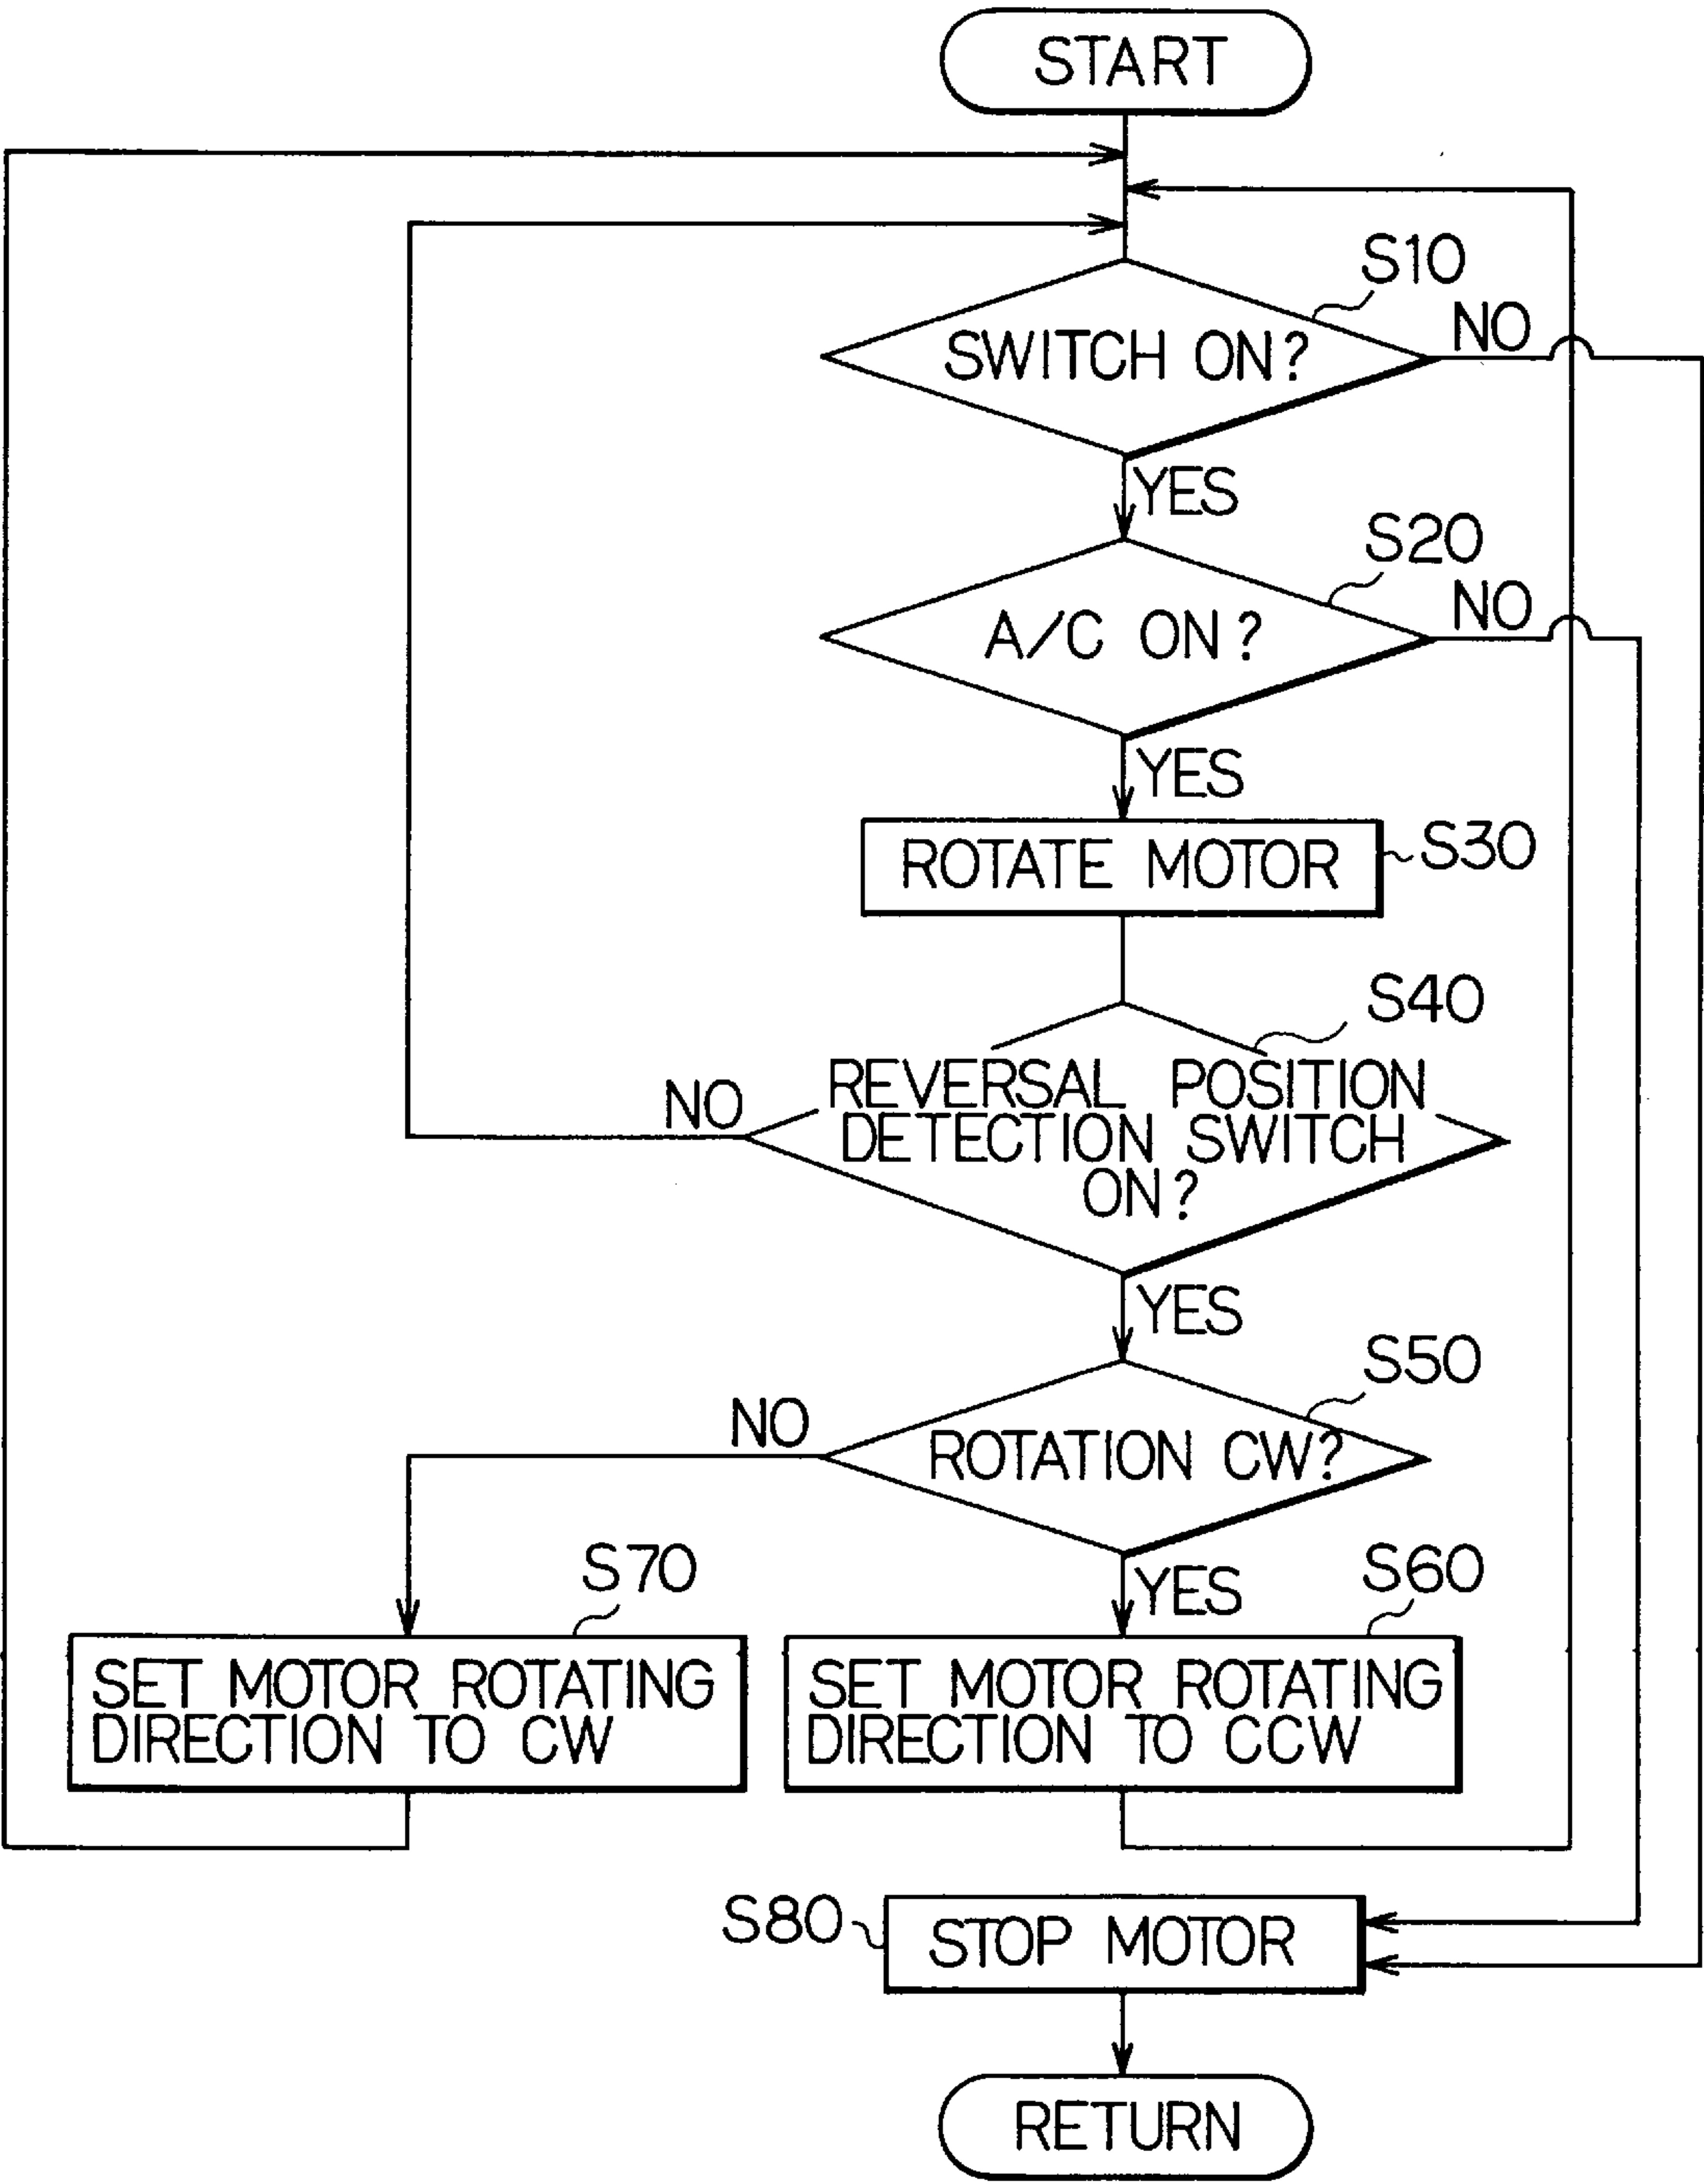 START
S10
SWITCH ON?
NO
YES
S20
A/C ON?
NO
YES
ROTATE MOTOR
S30
S40
REVERSAL POSITION
DETECTION SWITCH
ON?
NO
YES
S50
ROTATION CW?
NO
YES
S70
S60
SET MOTOR ROTATING
DIRECTION TO CW
SET MOTOR ROTATING
DIRECTION TO CCW
S80
STOP MOTOR
RETURN